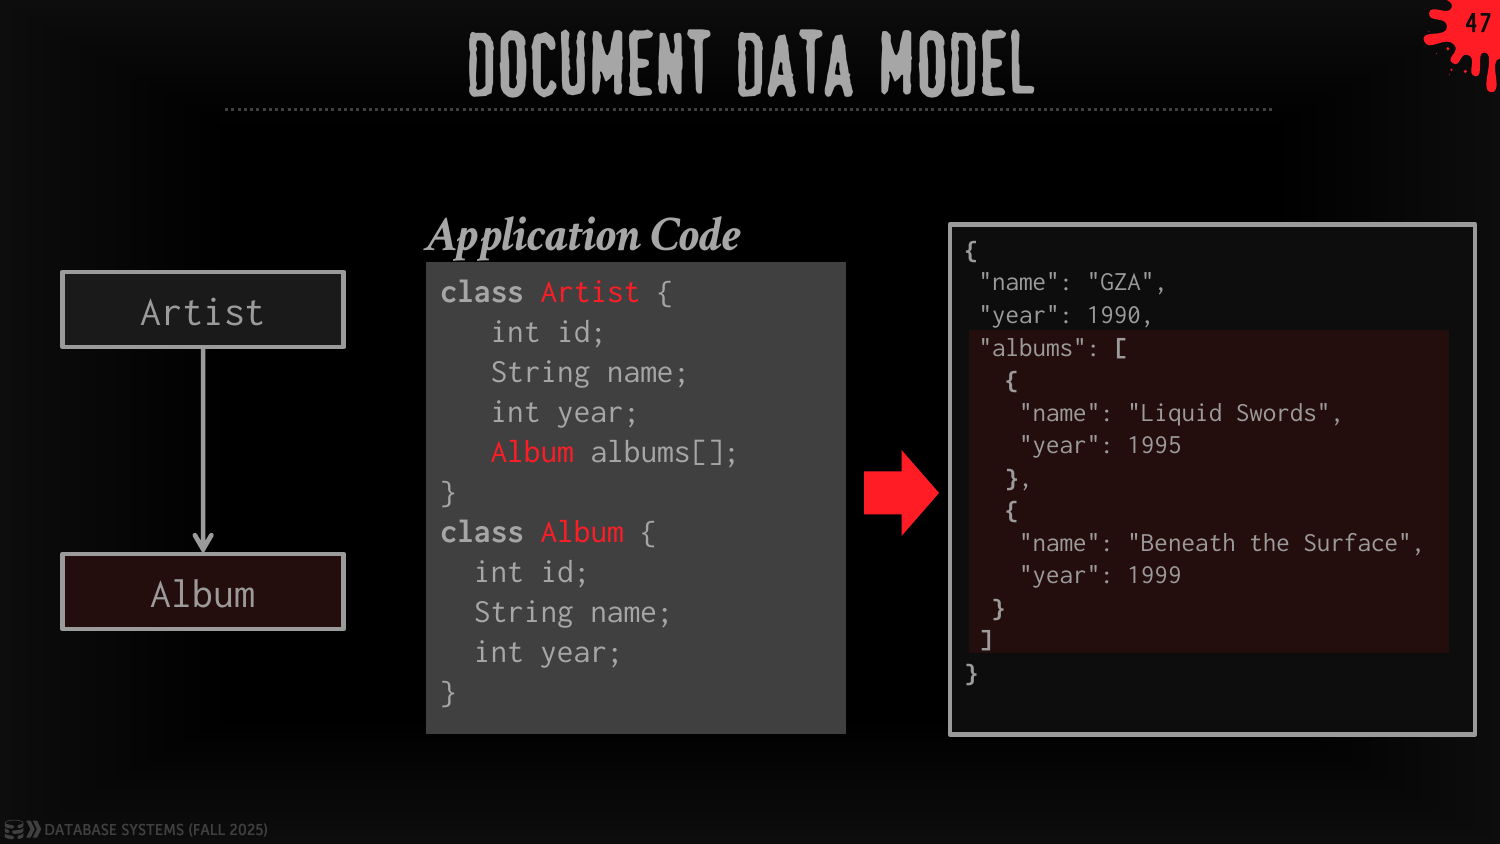 47
DOCUMENT DATA MODEL
Artist
Album
Application Code
class Artist {
int id;
String name;
int year;
Album albums[];
}
class Album {
int id;
String name;
int year;
}
{
"name": "GZA",
"year": 1990,
"albums": [
{
"name": "Liquid Swords",
"year": 1995
},
{
"name": "Beneath the Surface",
"year": 1999
}
]
}
DATABASE SYSTEMS (FALL 2025)